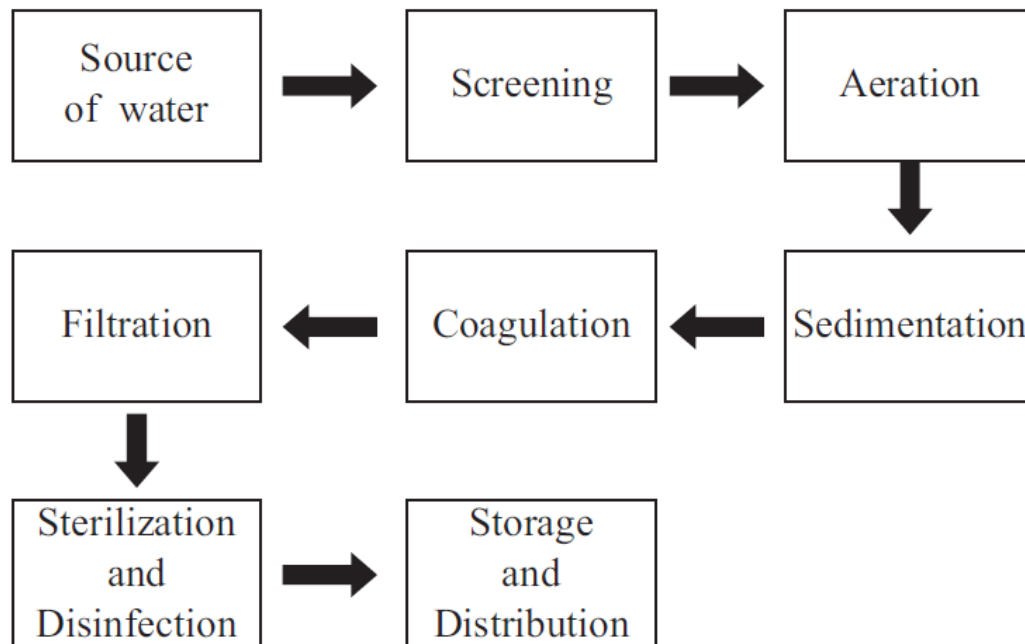 Source
of water
Screening
Aeration
Sedimentation
Coagulation
Filtration
Sterilization
and
Disinfection
Storage
and
Distribution